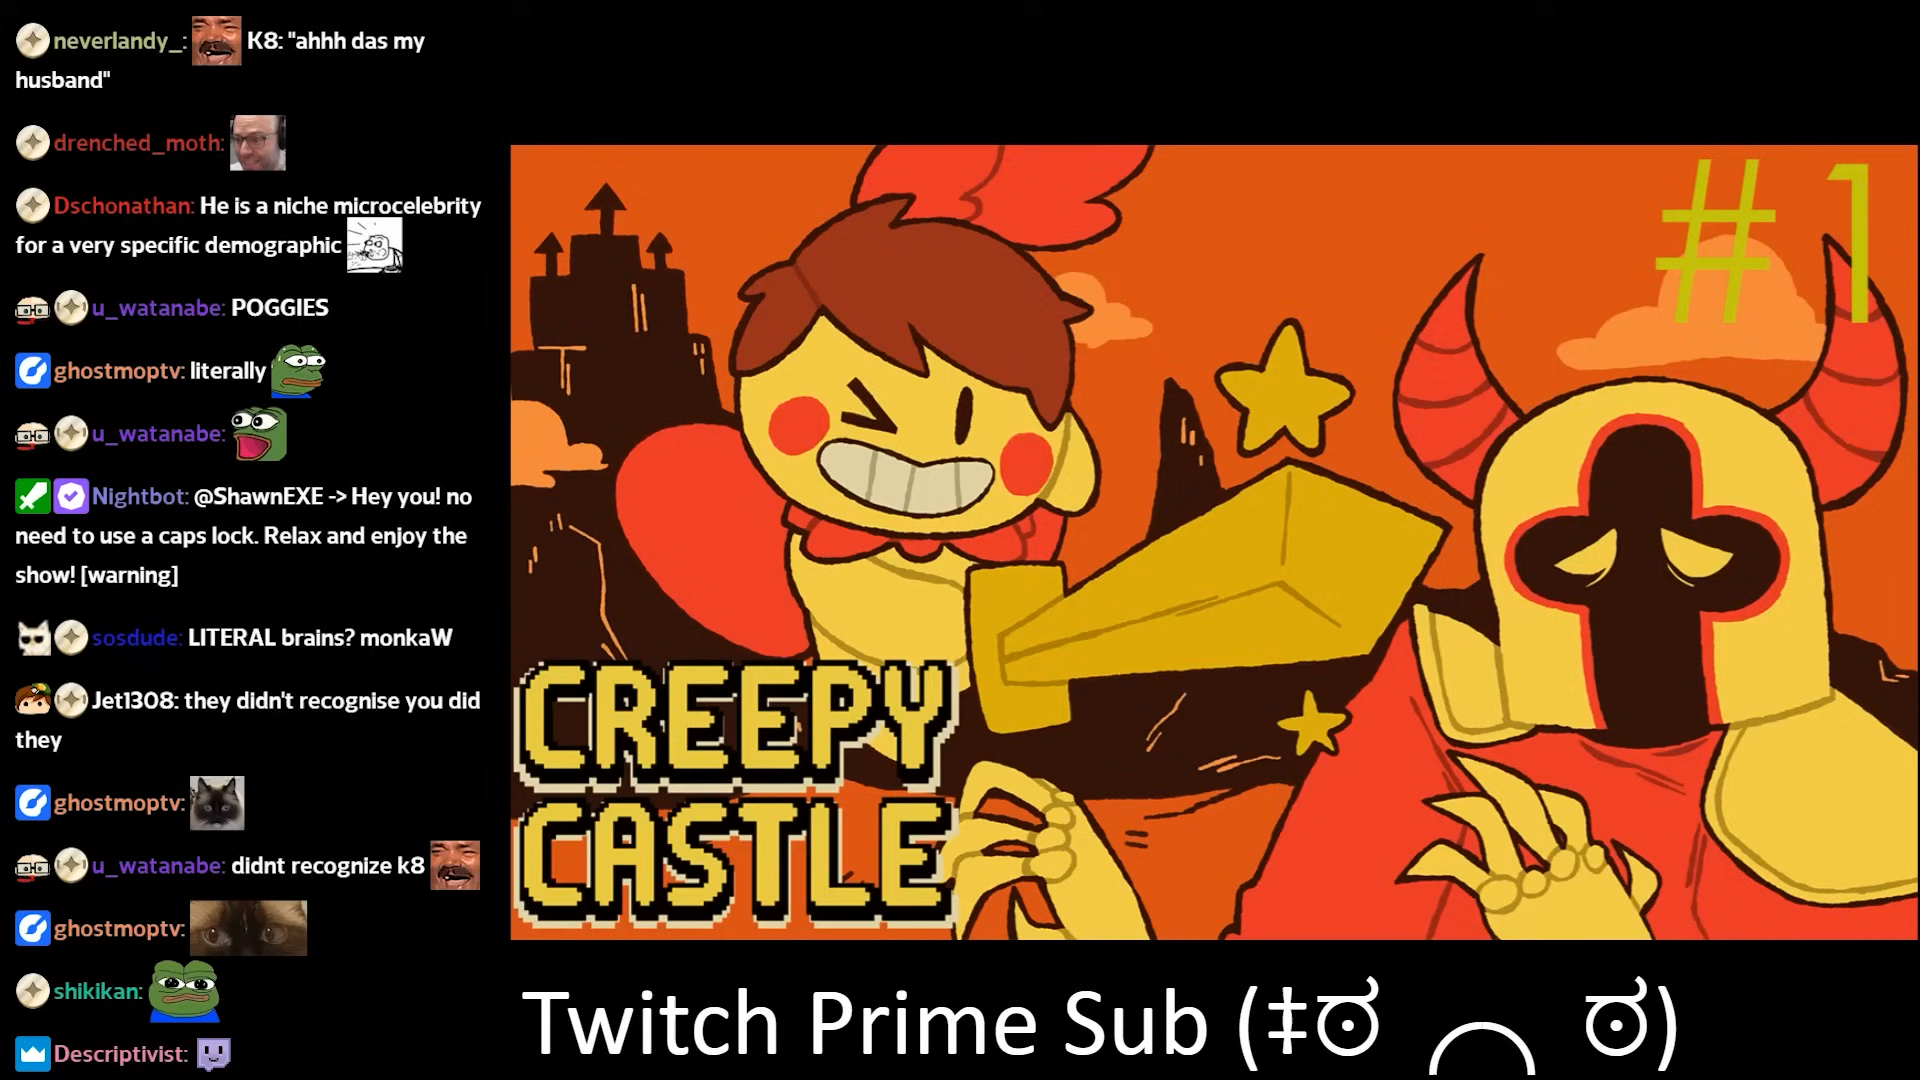 neverlandy_: K8: "ahhh das my
husband"
drenched_moth:
Dschonathan: He is a niche microcelebrity
for a very specific demographic
u_watanabe: POGGIES
ghostmoptv: literally
u_watanabe:
Nightbot: @ShawnEXE -> Hey you! no
need to use a caps lock. Relax and enjoy the
show! [warning]
sosdude: LITERAL brains? monkaW
Jet1308: they didn't recognise you did
they
ghostmoptv:
u_watanabe: didnt recognize k8
ghostmoptv:
shikikan:
Descriptivist:
#1
CREEPY
CASTLE
Twitch Prime Sub (‡ಠ ︵ ಠ)